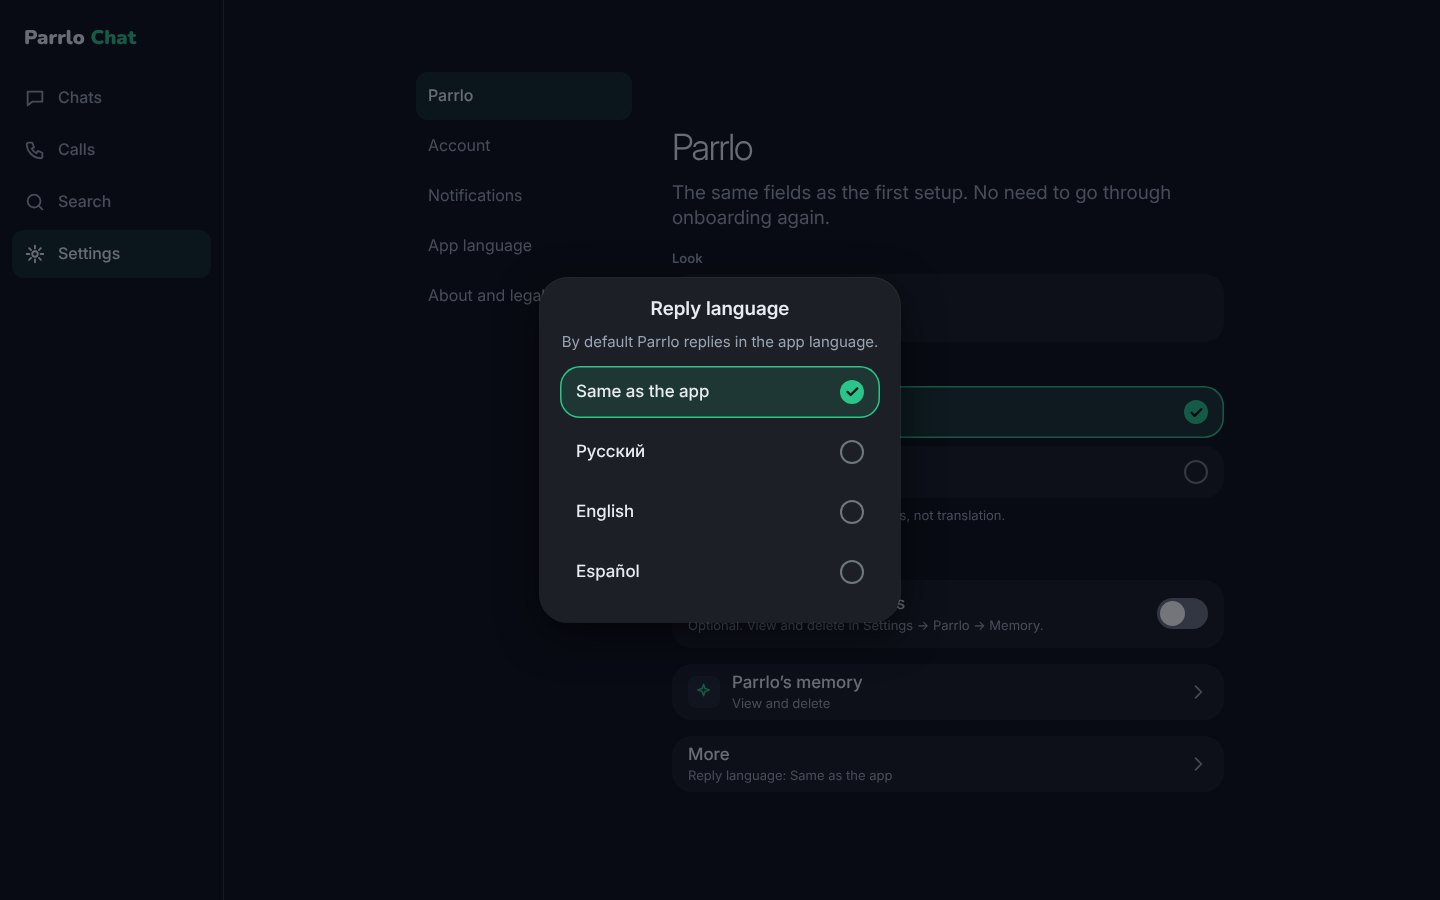 Parrlo Chat
Chats
Calls
Search
Settings
Parrlo
Account
Notifications
App language
About and legal
Parrlo
The same fields as the first setup. No need to go through
onboarding again.
Look
Reply language
By default Parrlo replies in the app language.
Same as the app
Русский
English
Español
not translation.
Optional. View and delete in Settings → Parrlo → Memory.
Parrlo’s memory
View and delete
More
Reply language: Same as the app